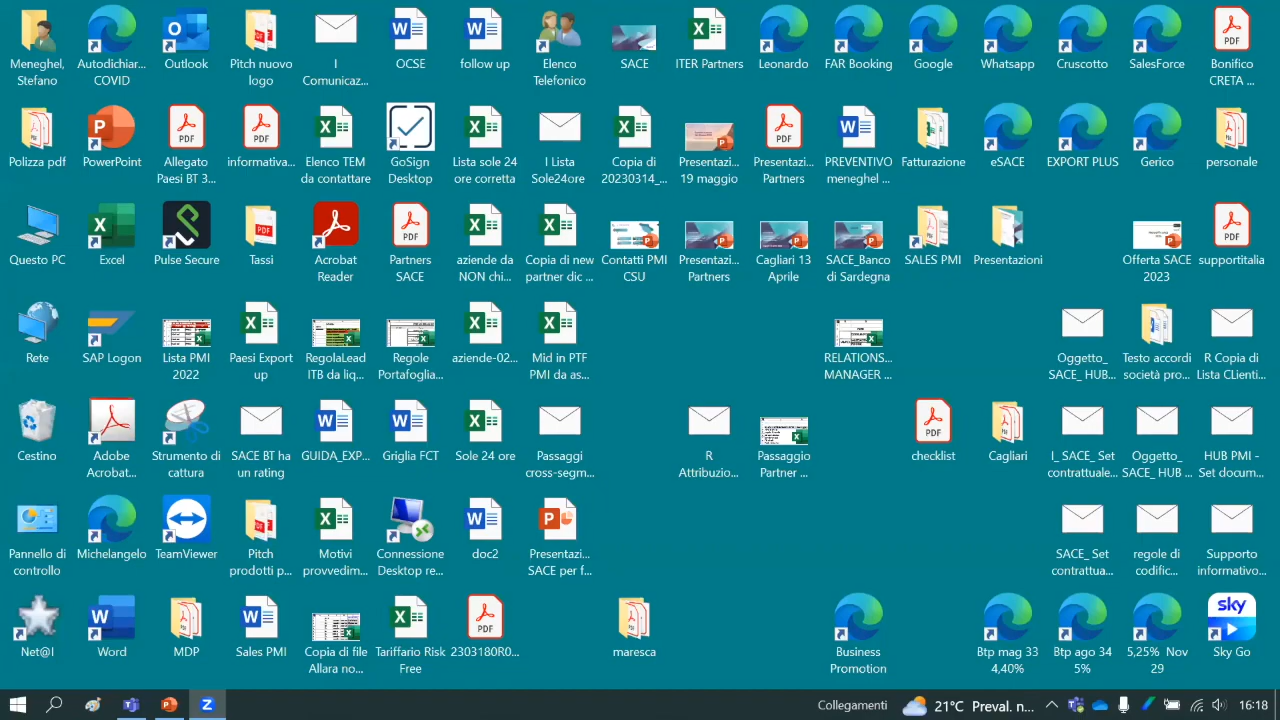 Meneghel, Stefano
Autodichiar... COVID
Outlook
Pitch nuovo logo
I Comunicaz...
OCSE
follow up
Elenco Telefonico
SACE
ITER Partners
Leonardo
FAR Booking
Google
Whatsapp
Cruscotto
SalesForce
Bonifico CRETA ...
Polizza pdf
PowerPoint
Allegato Paesi BT 3...
informativa...
Elenco TEM da contattare
GoSign Desktop
Lista sole 24 ore corretta
I Lista Sole24ore
Copia di 20230314_...
Presentazi... 19 maggio
Presentazi... Partners
PREVENTIVO meneghel ...
Fatturazione
eSACE
EXPORT PLUS
Gerico
personale
Questo PC
Excel
Pulse Secure
Tassi
Acrobat Reader
Partners SACE
aziende da NON chi...
Copia di new partner dic ...
Contatti PMI CSU
Presentazi... Partners
Cagliari 13 Aprile
SACE_Banco di Sardegna
SALES PMI
Presentazioni
Offerta SACE 2023
supportitalia
Rete
SAP Logon
Lista PMI 2022
Paesi Export up
RegolaLead ITB da liq...
Regole Portafoglia...
aziende-02...
Mid in PTF PMI da as...
RELATIONS... MANAGER ...
Oggetto_ SACE_ HUB...
Testo accordi società pro...
R Copia di Lista CLienti...
Cestino
Adobe Acrobat...
Strumento di cattura
SACE BT ha un rating
GUIDA_EXP...
Griglia FCT
Sole 24 ore
Passaggi cross-segm...
R Attribuzio...
Passaggio Partner ...
checklist
Cagliari
I_ SACE_ Set contrattuale...
Oggetto_ SACE_ HUB ...
HUB PMI - Set docum...
Pannello di controllo
Michelangelo
TeamViewer
Pitch prodotti p...
Motivi provvedim...
Connessione Desktop re...
doc2
Presentazi... SACE per f...
SACE_ Set contrattua...
regole di codific...
Supporto informativo...
Net@I
Word
MDP
Sales PMI
Copia di file Allara no...
Tariffario Risk Free
2303180R0...
maresca
Business Promotion
Btp mag 33 4,40%
Btp ago 34 5%
5,25% Nov 29
sky
Sky Go
Collegamenti
21°C Preval. n...
16:18